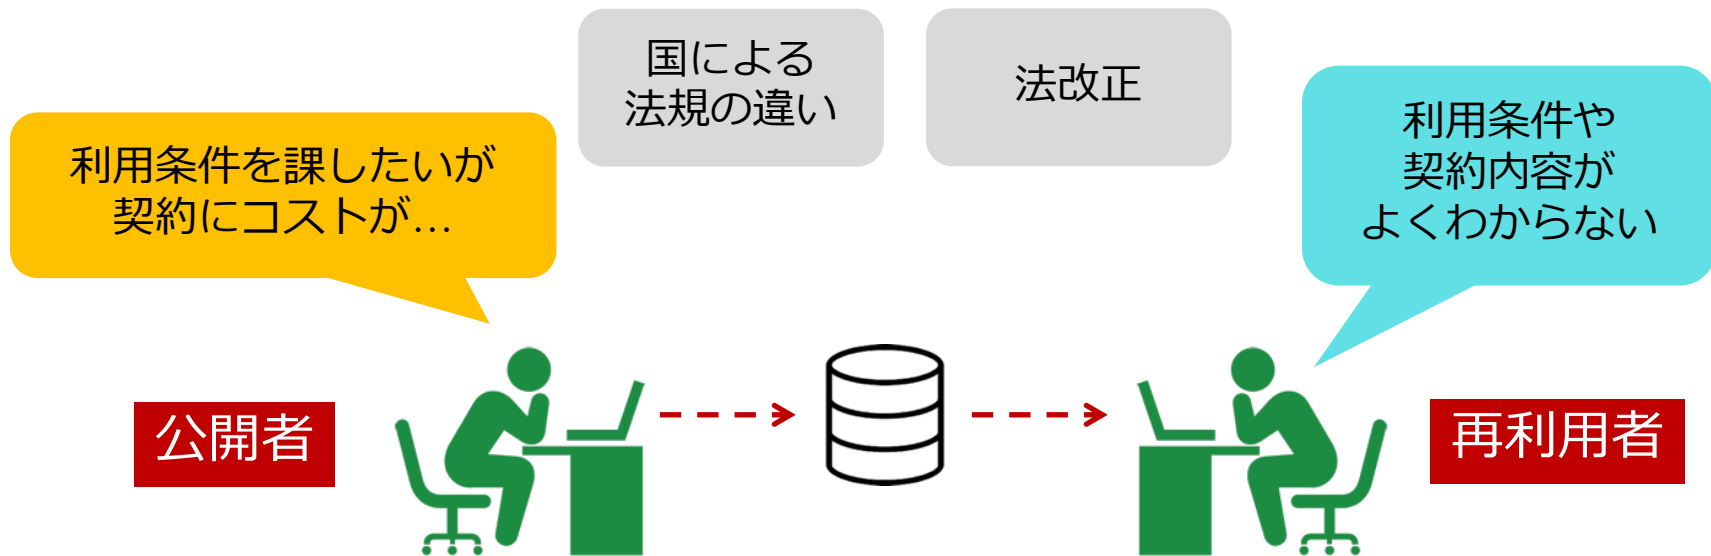 国による
法規の違い
法改正
利用条件を課したいが
契約にコストが…
利用条件や
契約内容が
よくわからない
公開者
再利用者